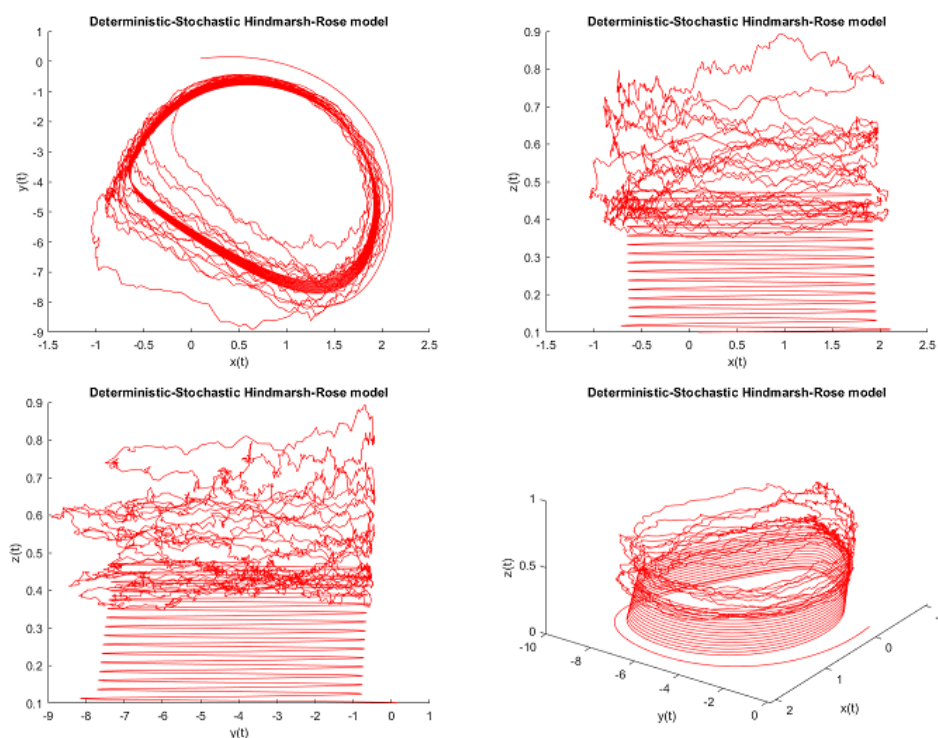 Deterministic-Stochastic Hindmarsh-Rose model
1
0
-1
-2
-3
-4
-5
-6
-7
-8
-9
y(t)
-1.5 -1 -0.5 0 0.5 1 1.5 2 2.5
x(t)
Deterministic-Stochastic Hindmarsh-Rose model
0.9
0.8
0.7
0.6
0.5
0.4
0.3
0.2
0.1
z(t)
-1.5 -1 -0.5 0 0.5 1 1.5 2 2.5
x(t)
Deterministic-Stochastic Hindmarsh-Rose model
0.9
0.8
0.7
0.6
0.5
0.4
0.3
0.2
0.1
z(t)
-9 -8 -7 -6 -5 -4 -3 -2 -1 0 1
y(t)
Deterministic-Stochastic Hindmarsh-Rose model
1
0.5
0
z(t)
-10 -8 -6 -4 -2 0
y(t)
2 1 0
x(t)